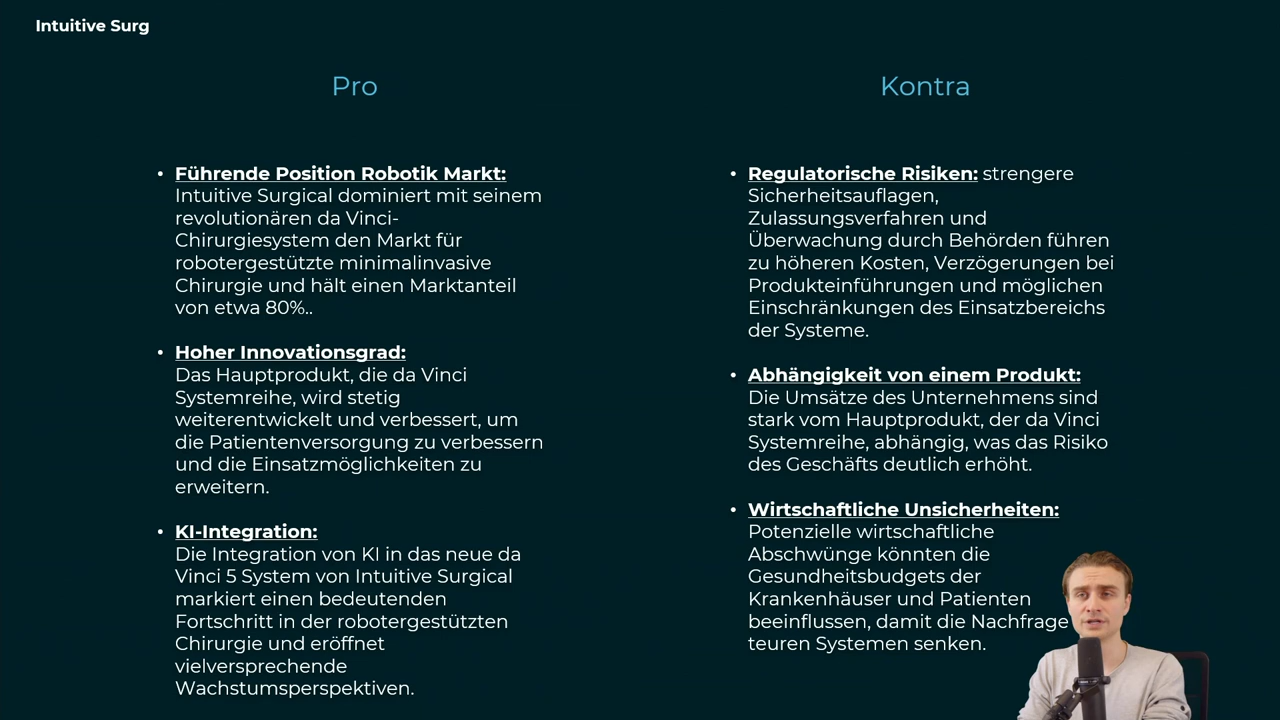 Intuitive Surg
Pro
Führende Position Robotik Markt:
Intuitive Surgical dominiert mit seinem
revolutionären da Vinci-
Chirurgiesystem den Markt für
robotergestützte minimalinvasive
Chirurgie und hält einen Marktanteil
von etwa 80%..
Hoher Innovationsgrad:
Das Hauptprodukt, die da Vinci
Systemreihe, wird stetig
weiterentwickelt und verbessert, um
die Patientenversorgung zu verbessern
und die Einsatzmöglichkeiten zu
erweitern.
KI-Integration:
Die Integration von KI in das neue da
Vinci 5 System von Intuitive Surgical
markiert einen bedeutenden
Fortschritt in der robotergestützten
Chirurgie und eröffnet
vielversprechende
Wachstumsperspektiven.
Kontra
Regulatorische Risiken: strengere
Sicherheitsauflagen,
Zulassungsverfahren und
Überwachung durch Behörden führen
zu höheren Kosten, Verzögerungen bei
Produkteinführungen und möglichen
Einschränkungen des Einsatzbereichs
der Systeme.
Abhängigkeit von einem Produkt:
Die Umsätze des Unternehmens sind
stark vom Hauptprodukt, der da Vinci
Systemreihe, abhängig, was das Risiko
des Geschäfts deutlich erhöht.
Wirtschaftliche Unsicherheiten:
Potenzielle wirtschaftliche
Abschwünge könnten die
Gesundheitsbudgets der
Krankenhäuser und Patienten
beeinflussen, damit die Nachfrage
teuren Systemen senken.